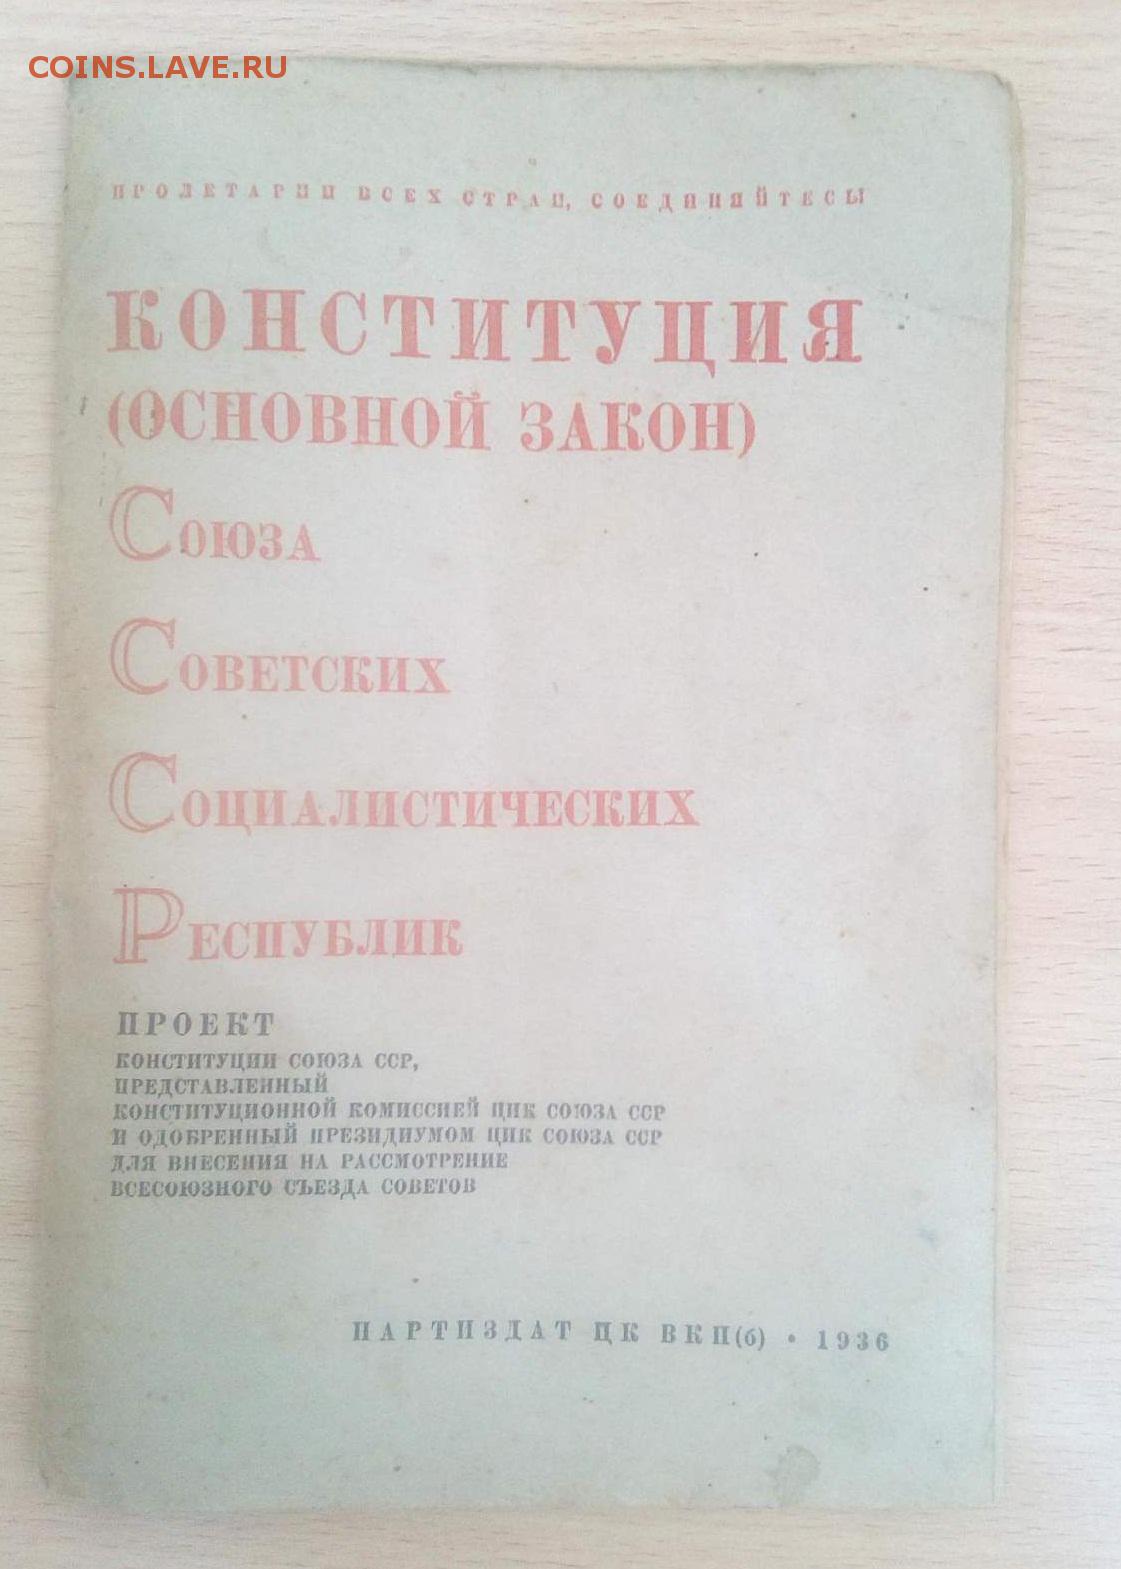 COINS.LAVE.RU
ПРОЛЕТАРИИ ВСЕХ СТРАН, СОЕДИНЯЙТЕСЬ!
КОНСТИТУЦИЯ
(ОСНОВНОЙ ЗАКОН)
СОЮЗА
СОВЕТСКИХ
СОЦИАЛИСТИЧЕСКИХ
РЕСПУБЛИК
ПРОЕКТ
КОНСТИТУЦИИ СОЮЗА ССР,
ПРЕДСТАВЛЕННЫЙ
КОНСТИТУЦИОННОЙ КОМИССИЕЙ ЦИК СОЮЗА ССР
И ОДОБРЕННЫЙ ПРЕЗИДИУМОМ ЦИК СОЮЗА ССР
ДЛЯ ВНЕСЕНИЯ НА РАССМОТРЕНИЕ
ВСЕСОЮЗНОГО СЪЕЗДА СОВЕТОВ
ПАРТИЗДАТ ЦК ВКП(б) • 1936